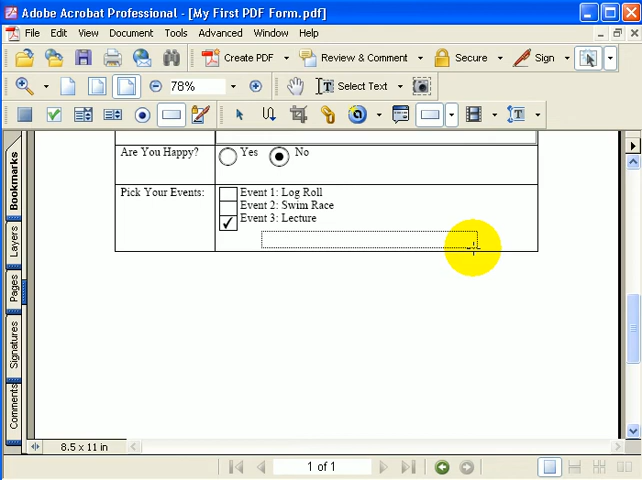 Adobe Acrobat Professional - [My First PDF Form.pdf]
File Edit View Document Tools Advanced Window Help
Create PDF Review & Comment Secure Sign
78% Select Text
Are You Happy? Yes No
Pick Your Events: Event 1: Log Roll
Event 2: Swim Race
Event 3: Lecture
Bookmarks
Layers
Pages
Signatures
Comments
8.5 x 11 in
1 of 1